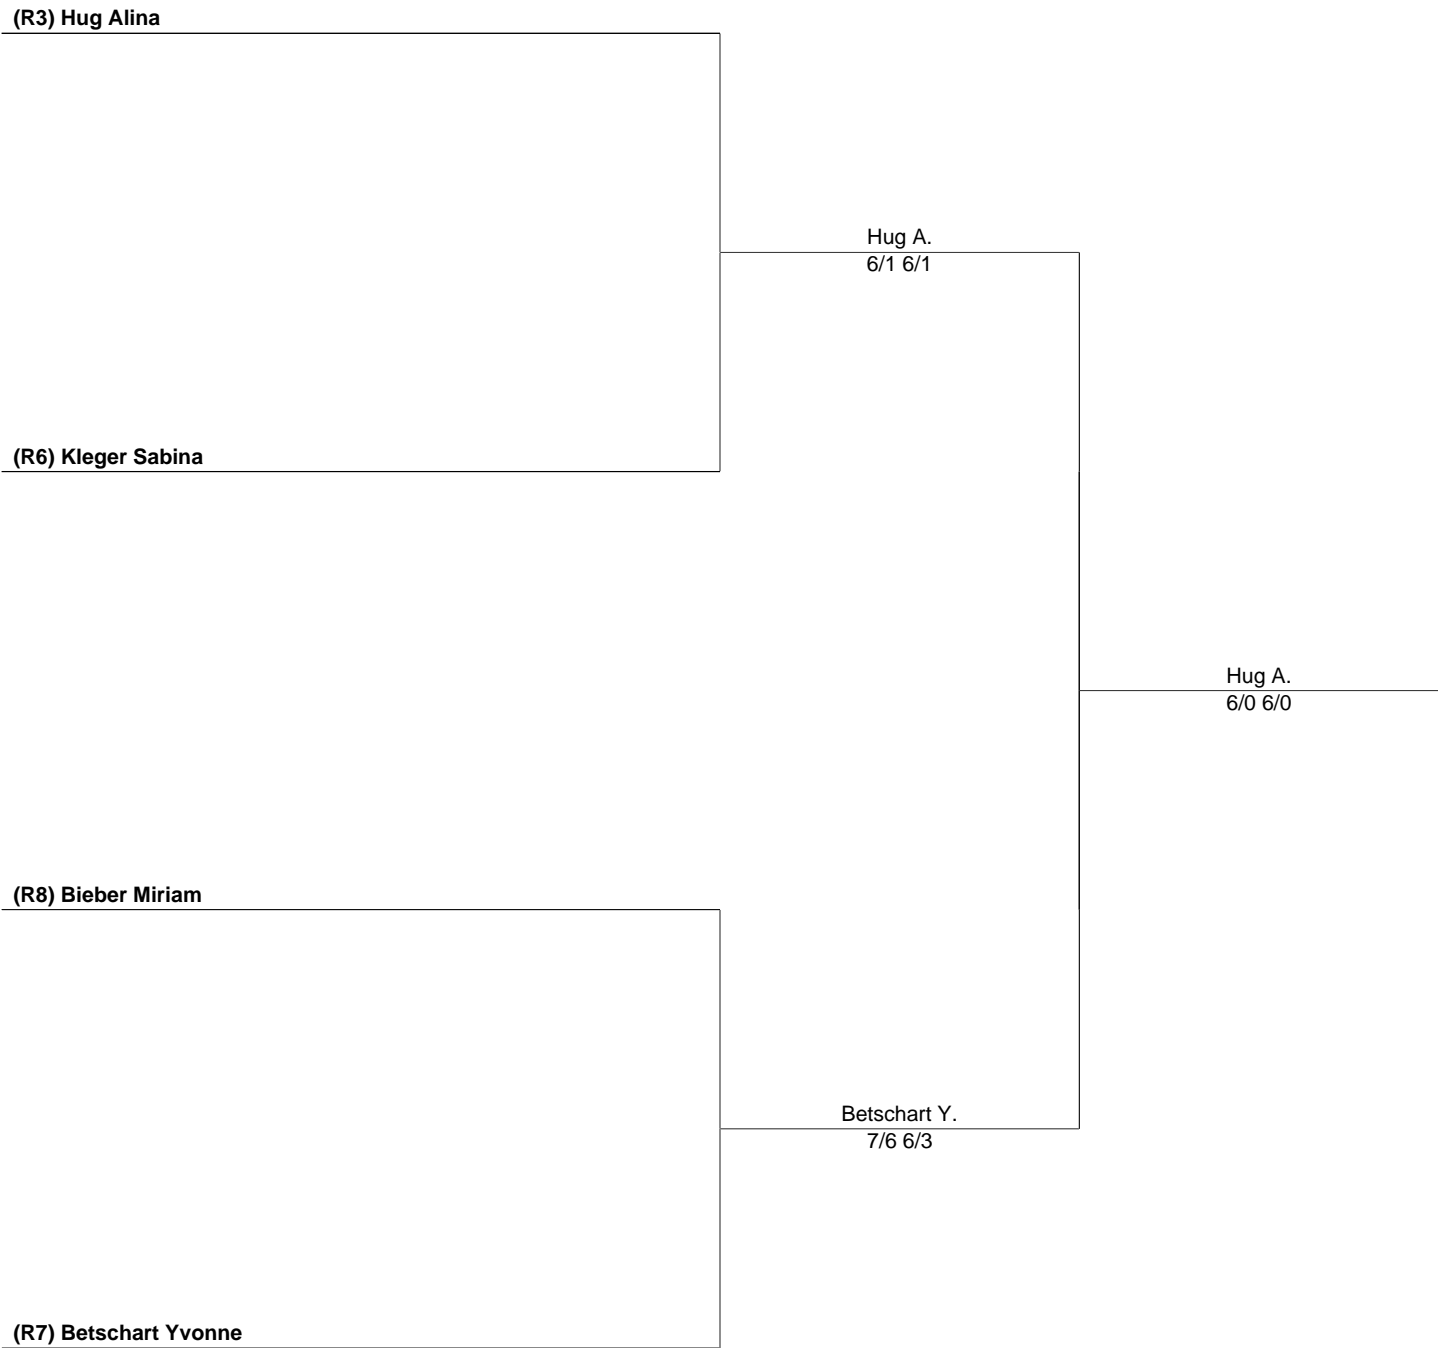 (R3) Hug Alina
Hug A.
6/1 6/1
(R6) Kleger Sabina
Hug A.
6/0 6/0
(R8) Bieber Miriam
Betschart Y.
7/6 6/3
(R7) Betschart Yvonne